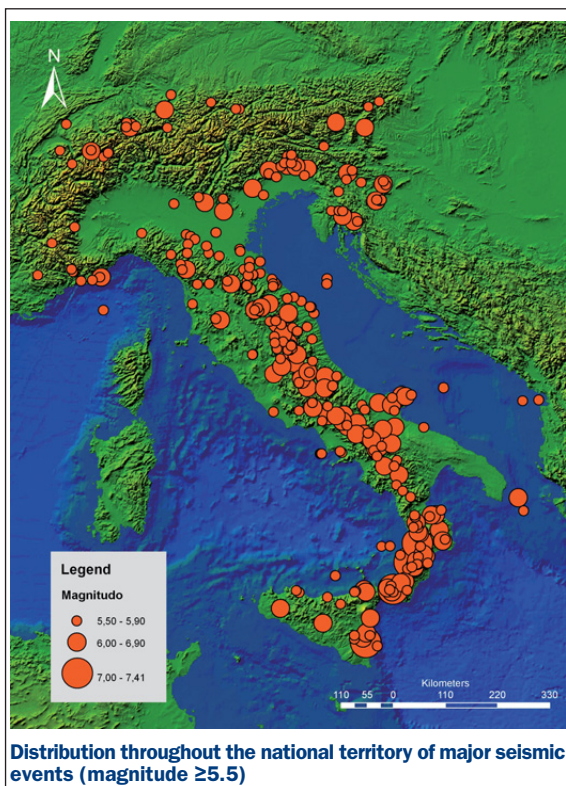 N
Legend
Magnitudo
5,50 - 5,90
6,00 - 6,90
7,00 - 7,41
Kilometers
110 55 0 110 220 330
Distribution throughout the national territory of major seismic
events (magnitude ≥5.5)